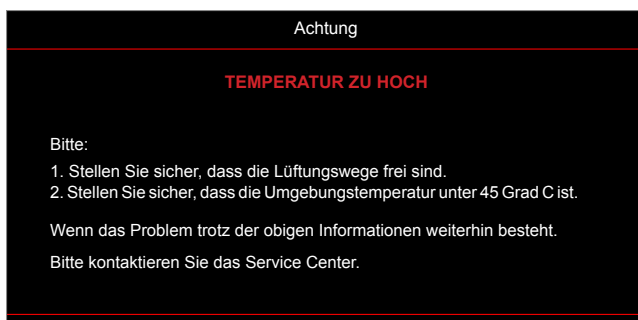 Achtung
TEMPERATUR ZU HOCH
Bitte:
1. Stellen Sie sicher, dass die Lüftungswege frei sind.
2. Stellen Sie sicher, dass die Umgebungstemperatur unter 45 Grad C ist.
Wenn das Problem trotz der obigen Informationen weiterhin besteht.
Bitte kontaktieren Sie das Service Center.